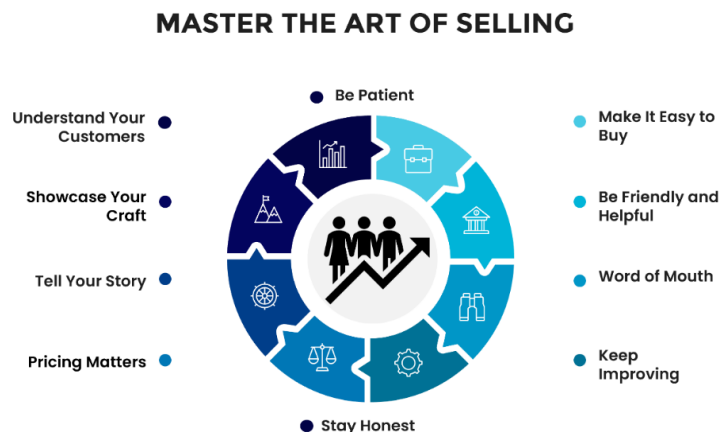 MASTER THE ART OF SELLING
Be Patient
Understand Your
Customers
Make It Easy to
Buy
Showcase Your
Craft
Be Friendly and
Helpful
Tell Your Story
Word of Mouth
Pricing Matters
Keep
Improving
Stay Honest